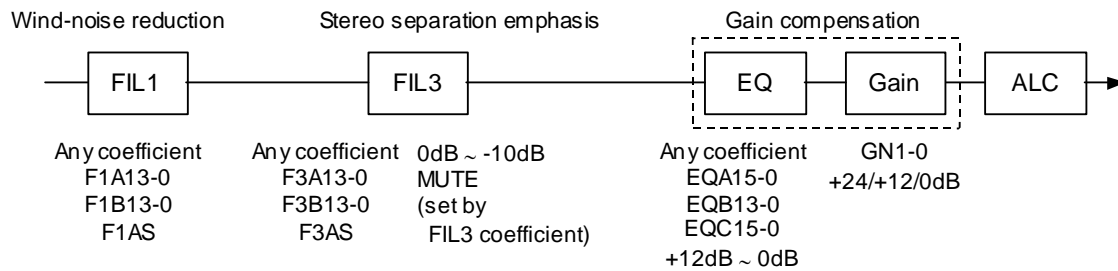 Wind-noise reduction
Stereo separation emphasis
Gain compensation
FIL1
FIL3
EQ
Gain
ALC
Any coefficient
F1A13-0
F1B13-0
F1AS
Any coefficient
F3A13-0
F3B13-0
F3AS
0dB ~ -10dB
MUTE
(set by
FIL3 coefficient)
Any coefficient
EQA15-0
EQB13-0
EQC15-0
+12dB ~ 0dB
GN1-0
+24/+12/0dB